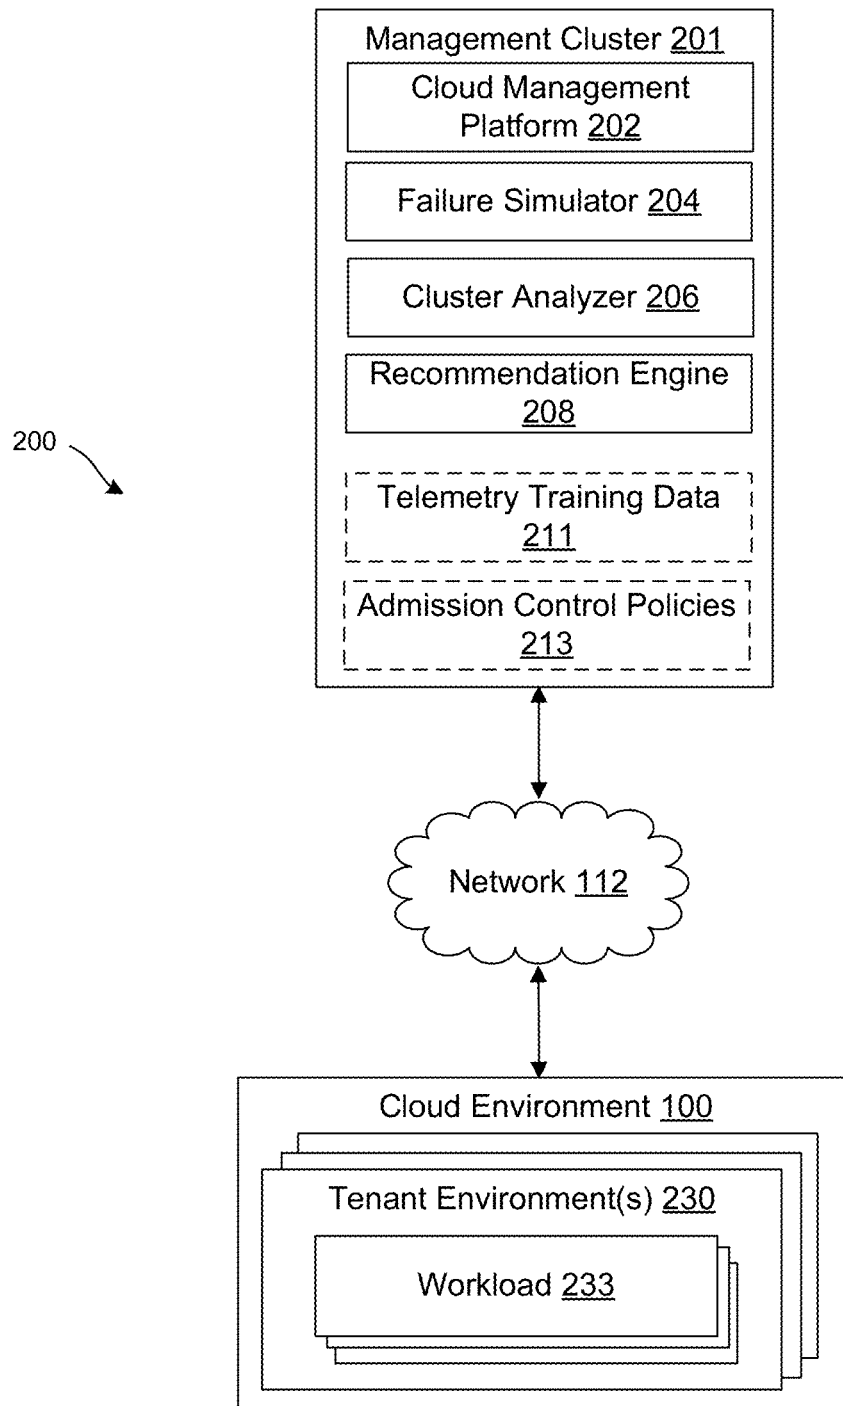 Management Cluster 201
Cloud Management
Platform 202
Failure Simulator 204
Cluster Analyzer 206
Recommendation Engine
208
200
Telemetry Training Data
211
Admission Control Policies
213
Network 112
Cloud Environment 100
Tenant Environment(s) 230
Workload 233